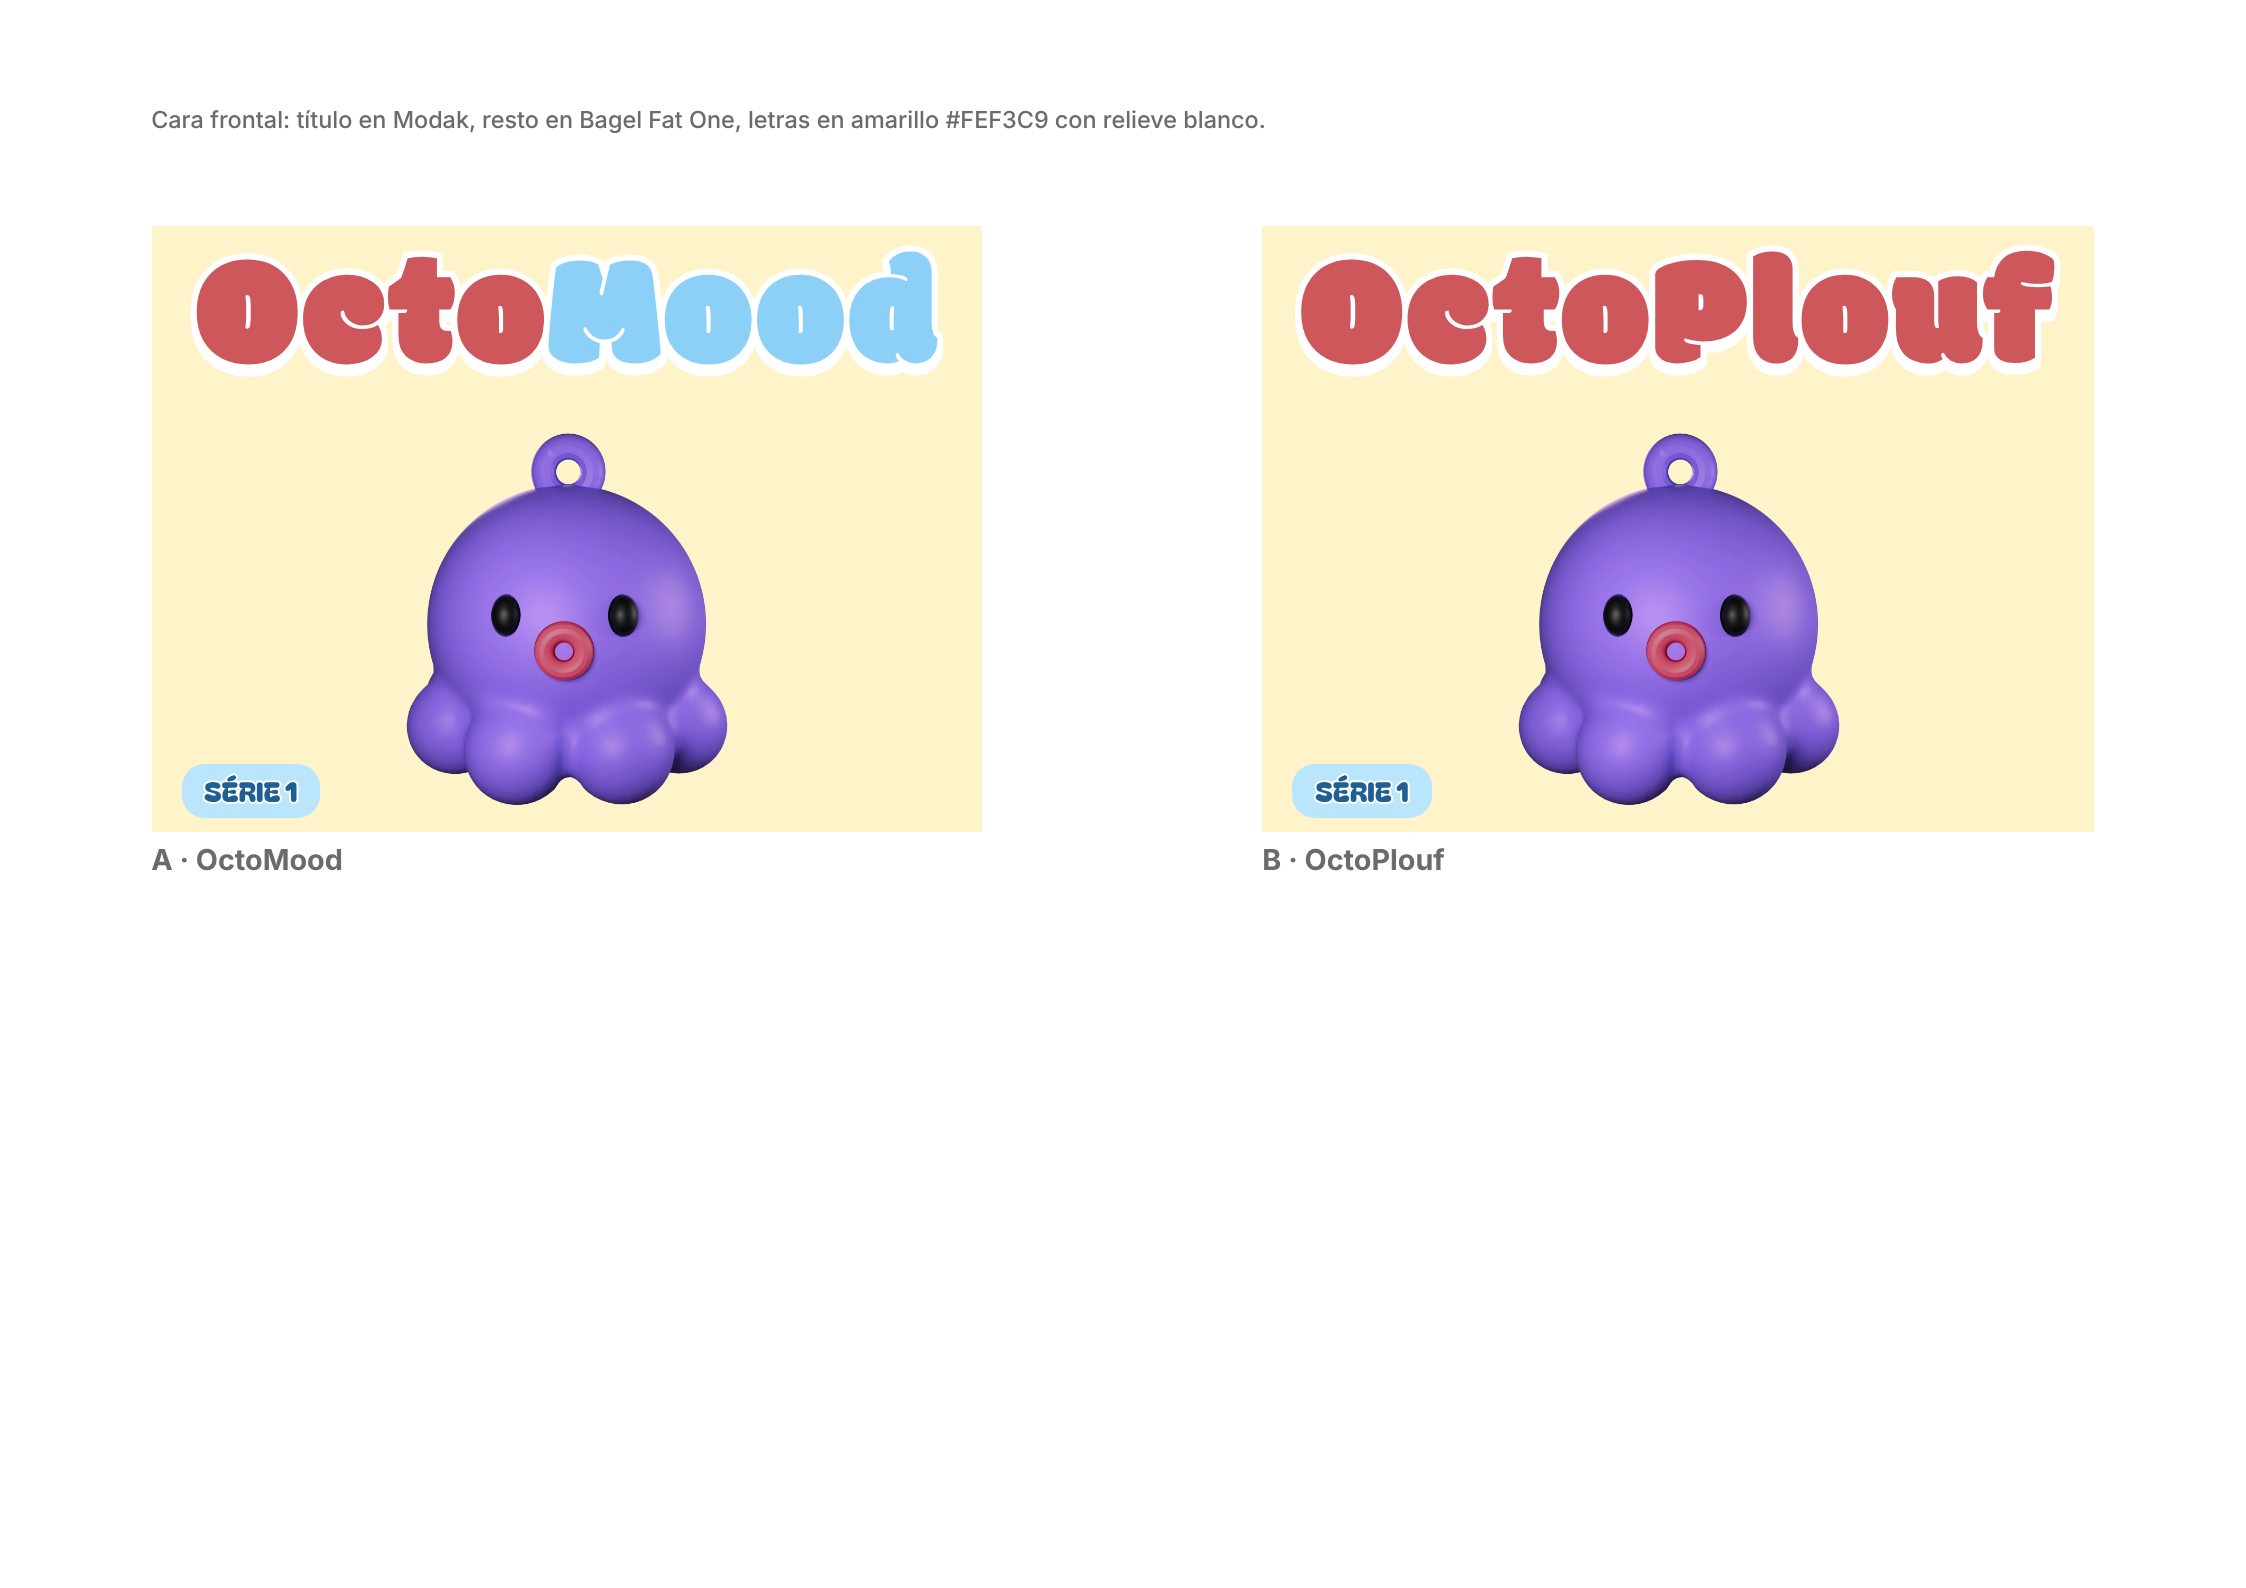 Cara frontal: título en Modak, resto en Bagel Fat One, letras en amarillo #FEF3C9 con relieve blanco.
OctoMood
SÉRIE 1
A · OctoMood
OctoPlouf
SÉRIE 1
B · OctoPlouf